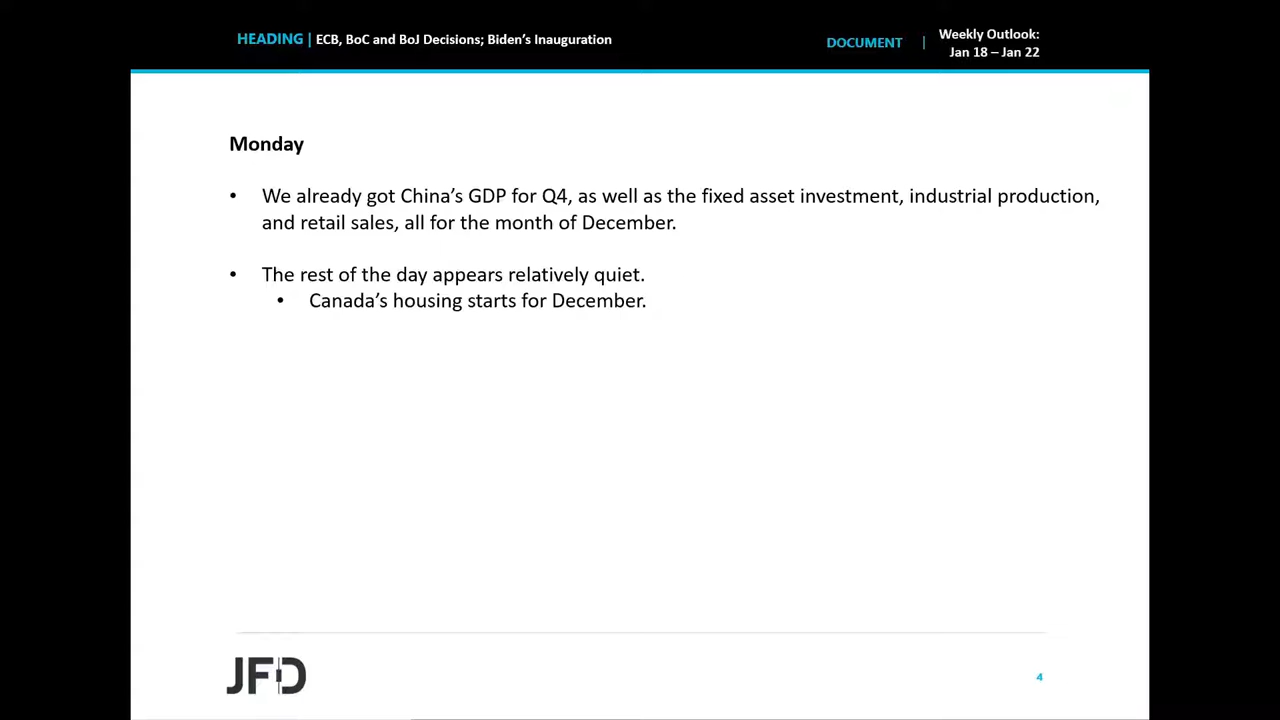 HEADING | ECB, BoC and BoJ Decisions; Biden's Inauguration
DOCUMENT | Weekly Outlook:
Jan 18 – Jan 22
Monday
• We already got China's GDP for Q4, as well as the fixed asset investment, industrial production,
and retail sales, all for the month of December.
• The rest of the day appears relatively quiet.
• Canada's housing starts for December.
JFD
4